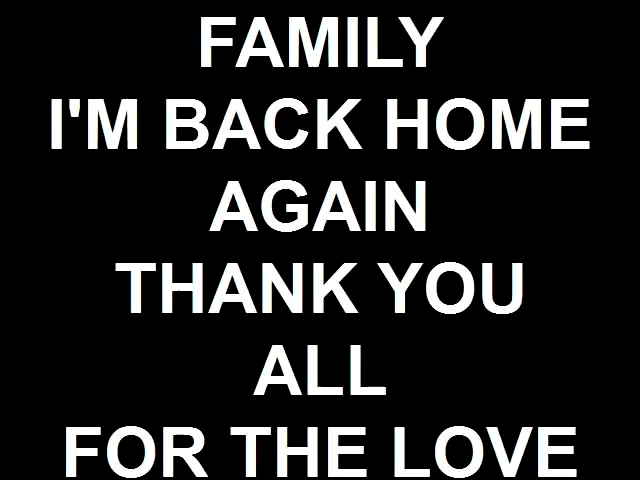 FAMILY
I'M BACK HOME
AGAIN
THANK YOU
ALL
FOR THE LOVE